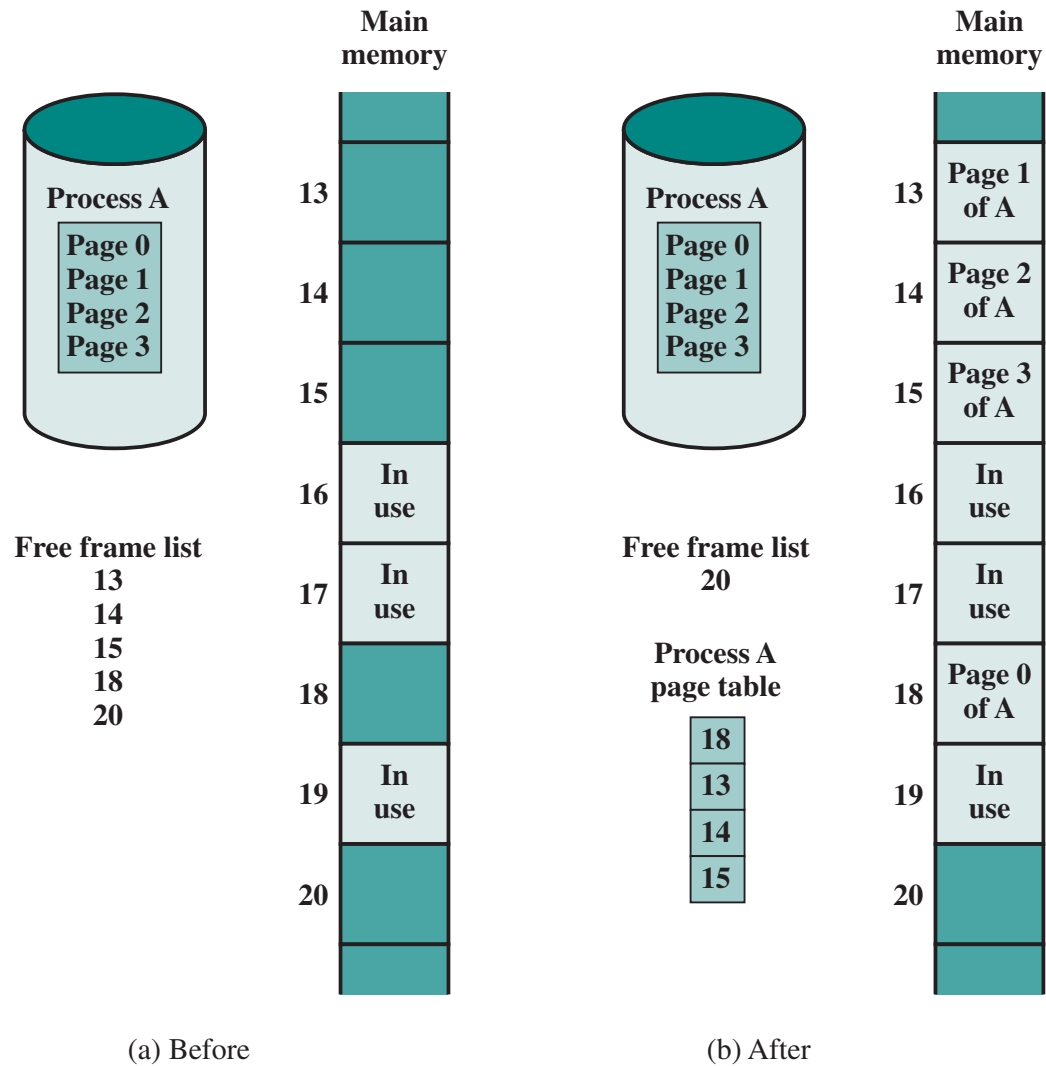 Main
memory
Process A
Page 0
Page 1
Page 2
Page 3
13
14
15
16
In
use
17
In
use
18
19
In
use
20
Free frame list
13
14
15
18
20
(a) Before
Main
memory
Process A
Page 0
Page 1
Page 2
Page 3
13
Page 1
of A
14
Page 2
of A
15
Page 3
of A
16
In
use
17
In
use
18
Page 0
of A
19
In
use
20
Free frame list
20
Process A
page table
18
13
14
15
(b) After